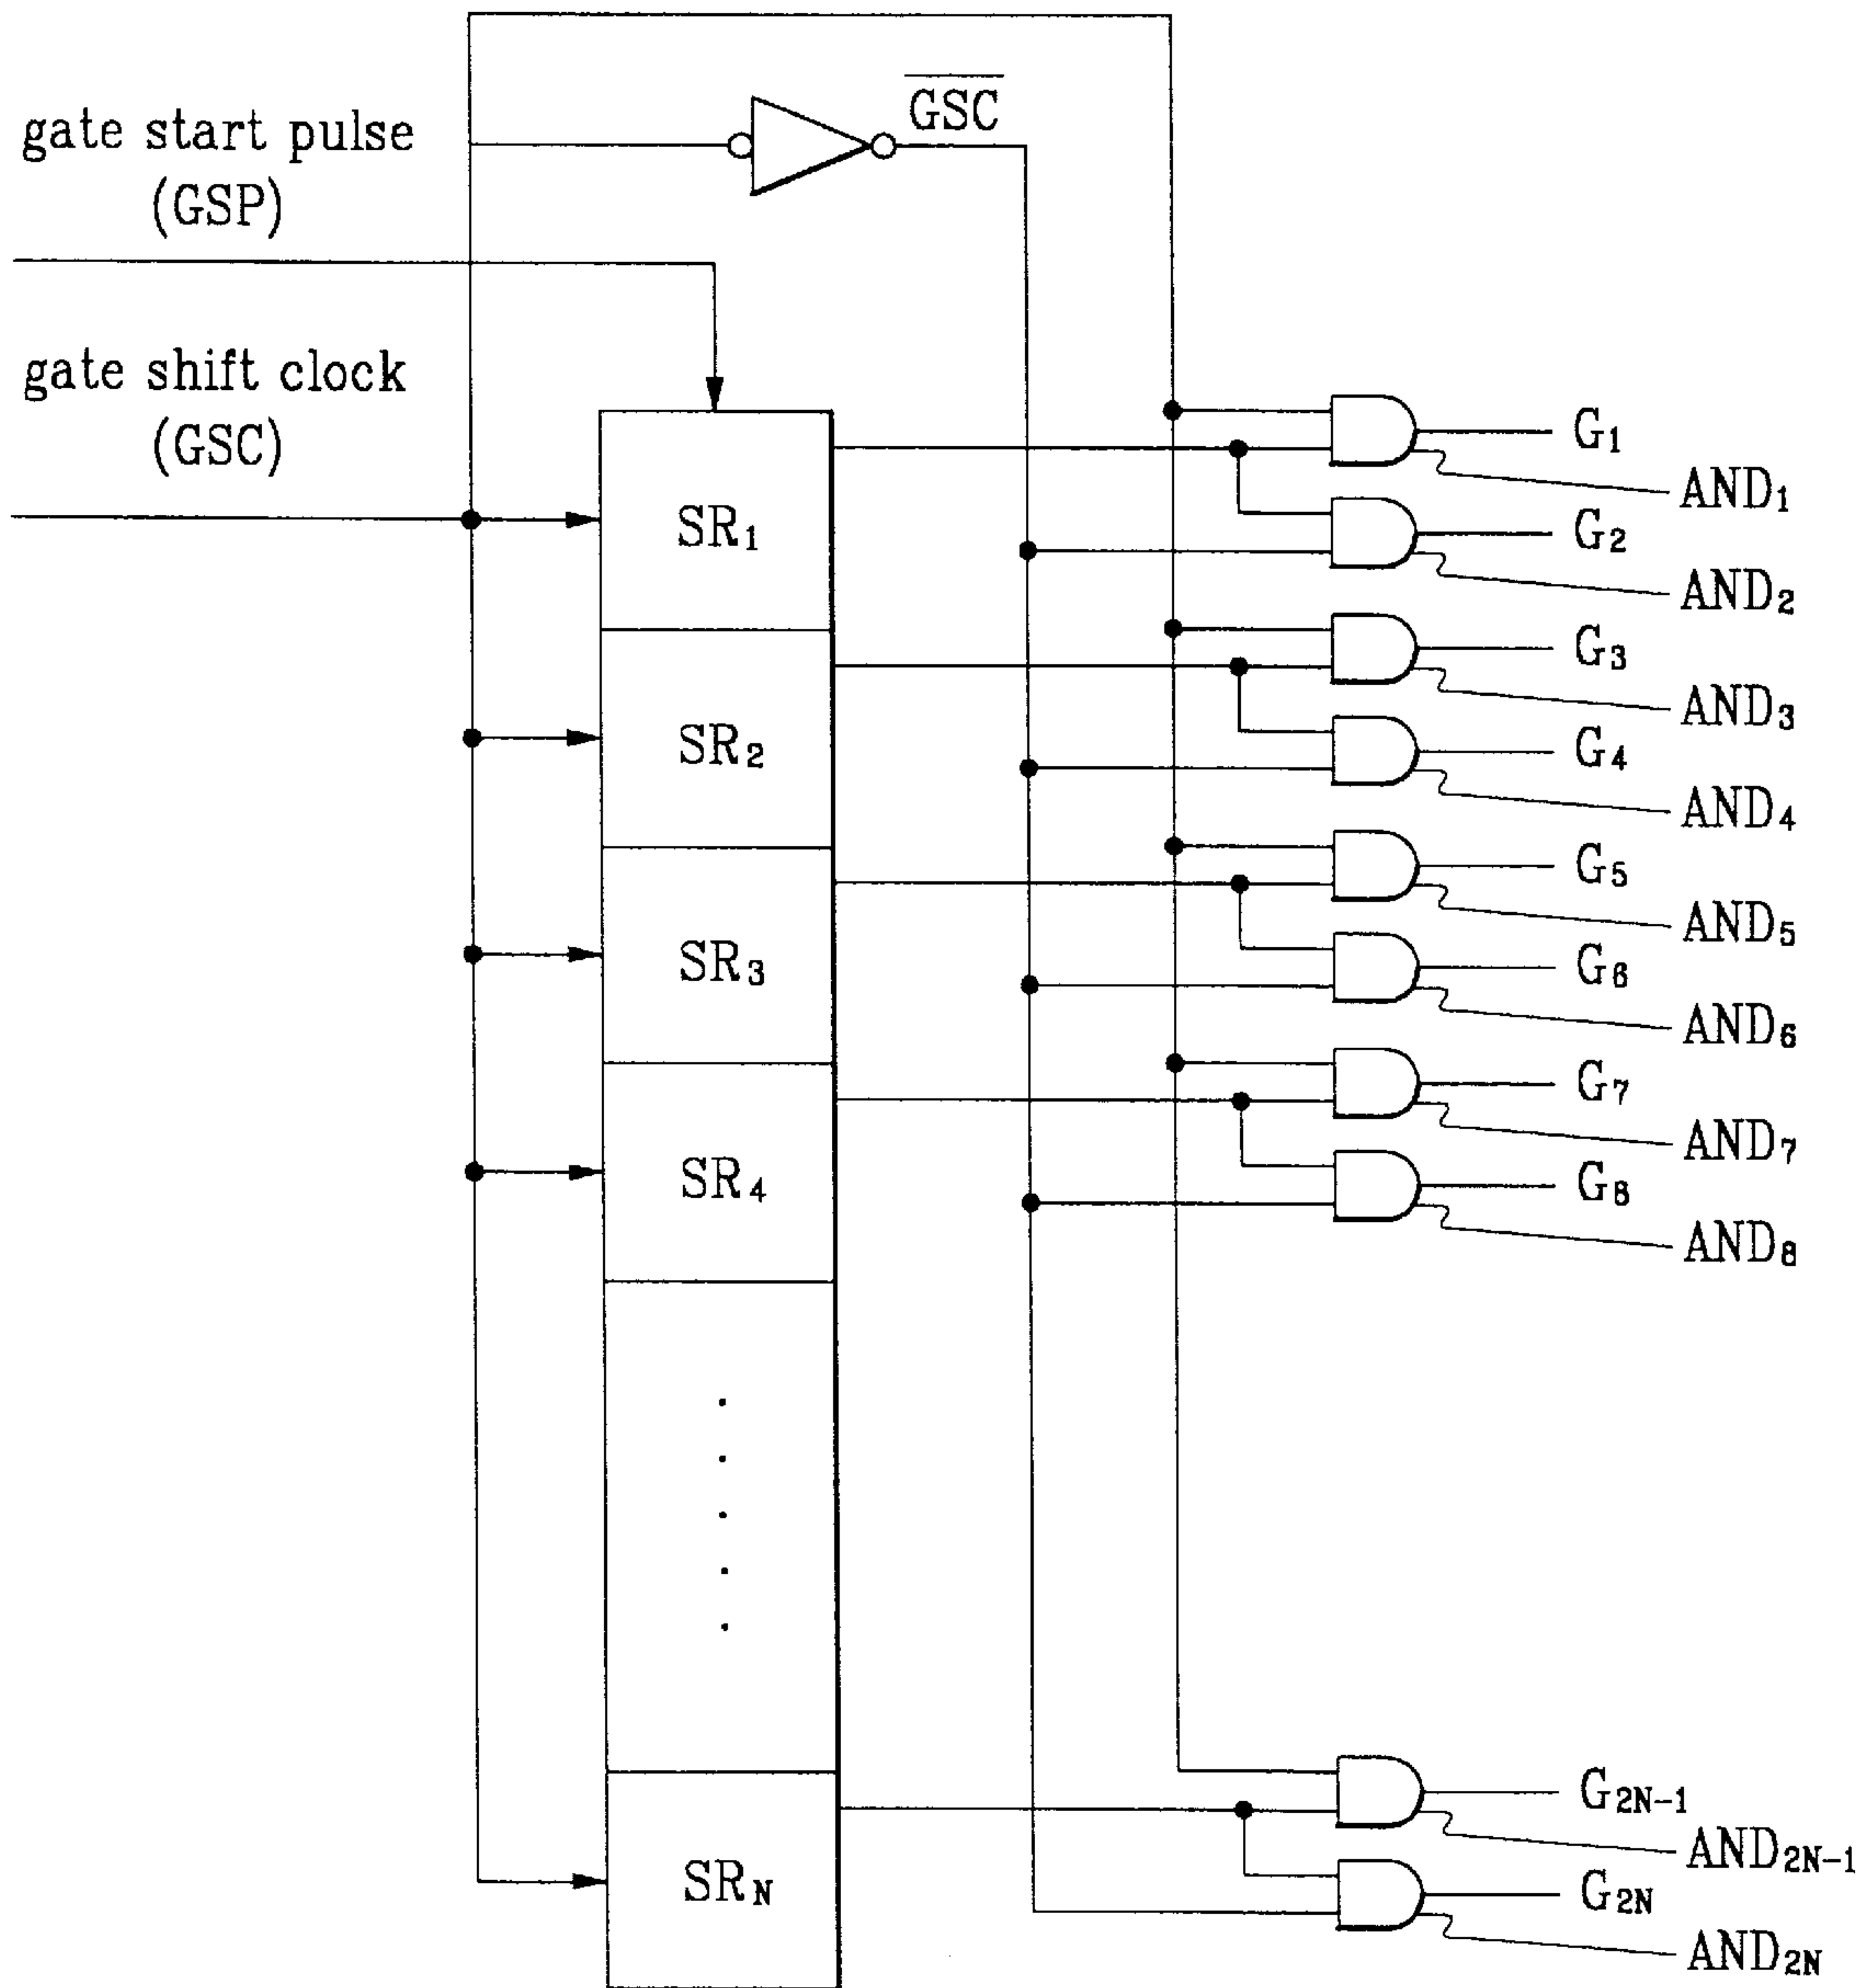 GSC
gate start pulse
(GSP)
gate shift clock
(GSC)
G1
AND1
SR1
G2
AND2
G3
AND3
SR2
G4
AND4
G5
AND5
SR3
G6
AND6
G7
AND7
SR4
G8
AND8
G2N-1
AND2N-1
SRN
G2N
AND2N